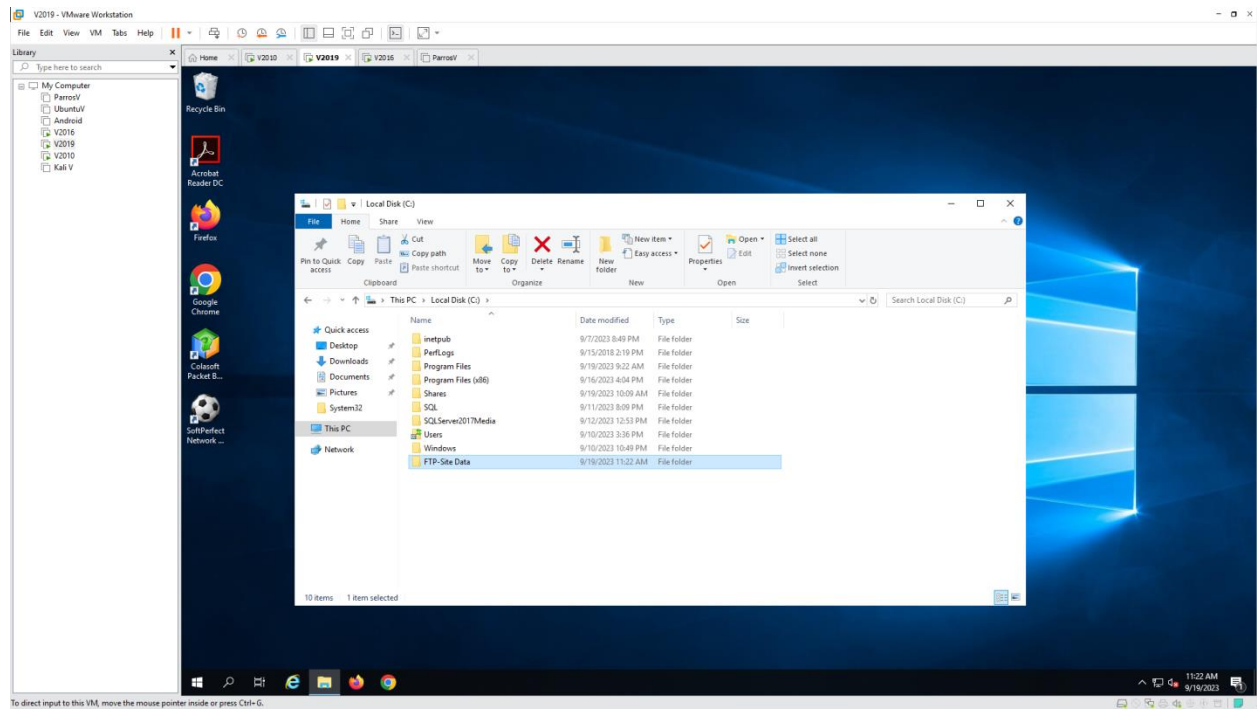 V2019 - VMware Workstation
File Edit View VM Tabs Help
Library
Type here to search
My Computer
ParrosV
UbuntuV
Android
V2016
V2019
V2010
Kali V
Home V2010 V2019 V2016 ParrosV
Recycle Bin
Acrobat
Reader DC
Firefox
Google
Chrome
Colasoft
Packet B...
SoftPerfect
Network ...
Local Disk (C:)
File Home Share View
Pin to Quick
access
Copy
Paste
Cut
Copy path
Paste shortcut
Clipboard
Move
to
Copy
to
Delete
Rename
Organize
New
folder
New item
Easy access
New
Properties
Open
Edit
Open
Select all
Select none
Invert selection
Select
This PC > Local Disk (C:) >
Search Local Disk (C:)
Quick access
Desktop
Downloads
Documents
Pictures
System32
This PC
Network
Name Date modified Type Size
inetpub 9/7/2023 8:49 PM File folder
PerfLogs 9/15/2018 2:19 PM File folder
Program Files 9/19/2023 9:22 AM File folder
Program Files (x86) 9/16/2023 4:04 PM File folder
Shares 9/19/2023 10:09 AM File folder
SQL 9/11/2023 8:09 PM File folder
SQLServer2017Media 9/12/2023 12:53 PM File folder
Users 9/10/2023 3:36 PM File folder
Windows 9/10/2023 10:49 PM File folder
FTP-Site Data 9/19/2023 11:22 AM File folder
10 items 1 item selected
11:22 AM
9/19/2023
To direct input to this VM, move the mouse pointer inside or press Ctrl+G.